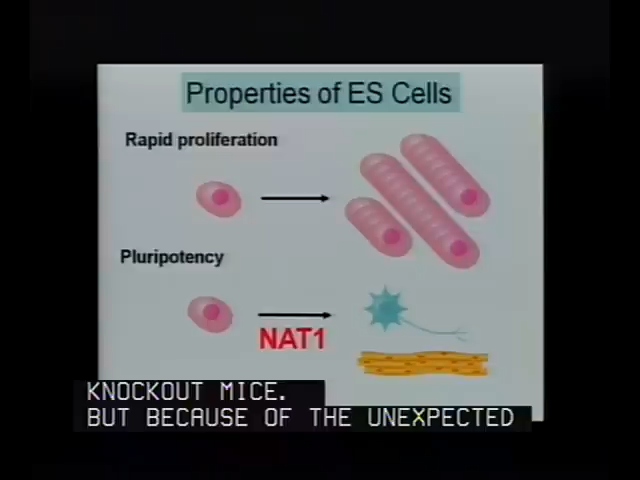 Properties of ES Cells
Rapid proliferation
Pluripotency
NAT1
KNOCKOUT MICE.
BUT BECAUSE OF THE UNEXPECTED